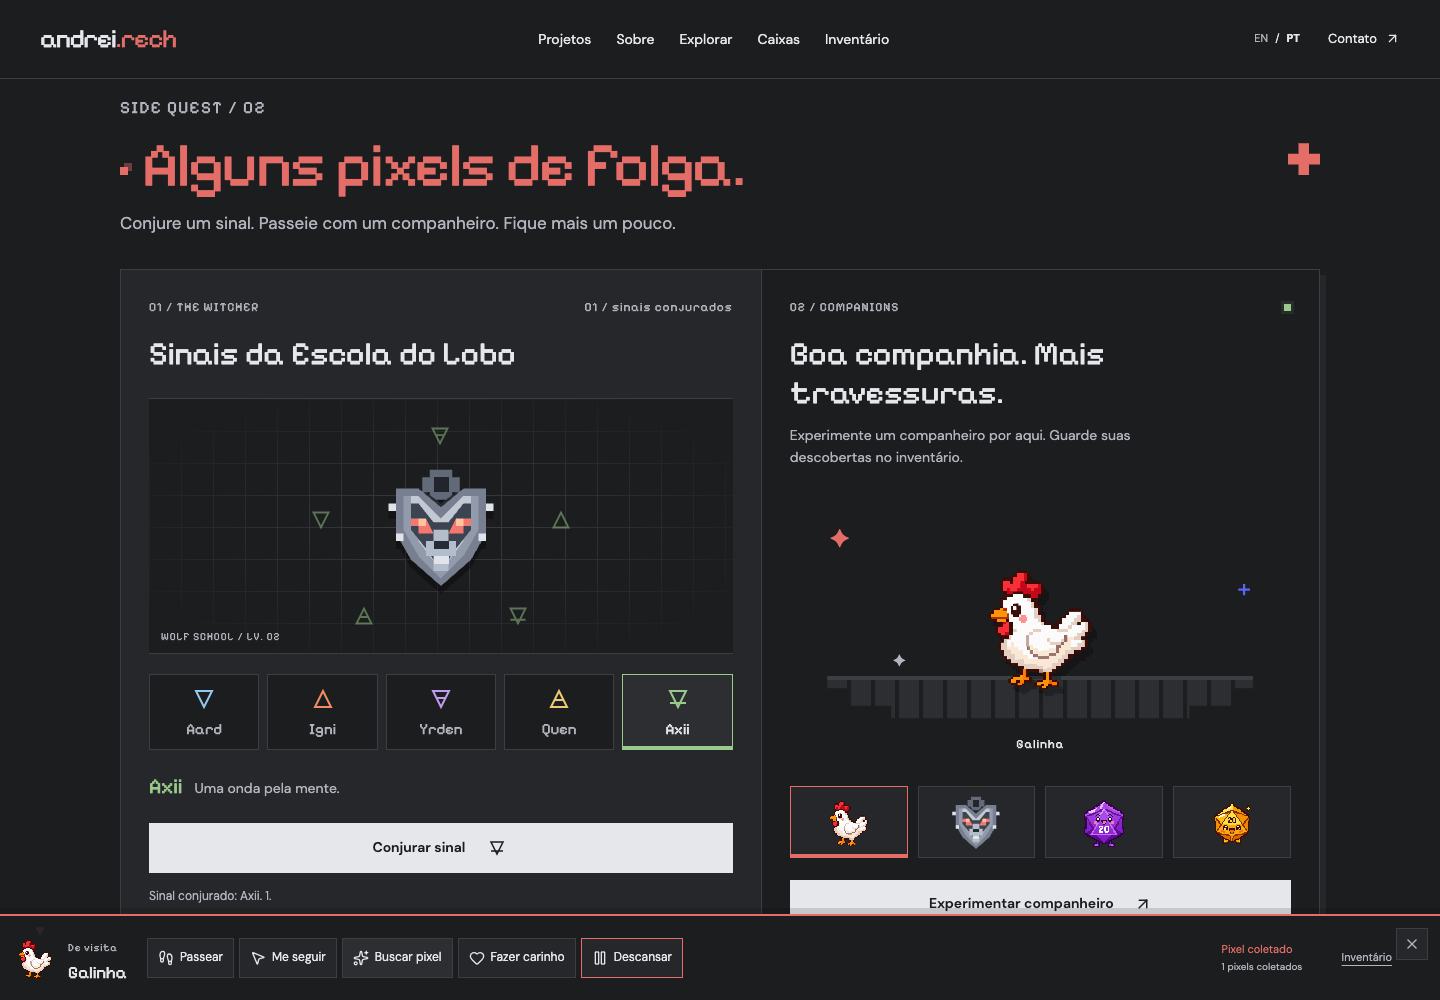 andrei.rech
Projetos
Sobre
Explorar
Caixas
Inventário
EN / PT
Contato
SIDE QUEST / 02
Alguns pixels de folga.
Conjure um sinal. Passeie com um companheiro. Fique mais um pouco.
01 / THE WITCHER
01 / sinais conjurados
Sinais da Escola do Lobo
WOLF SCHOOL / LV. 02
Aard
Igni
Yrden
Quen
Axii
Axii Uma onda pela mente.
Conjurar sinal
Sinal conjurado: Axii. 1.
02 / COMPANIONS
Boa companhia. Mais
travessuras.
Experimente um companheiro por aqui. Guarde suas
descobertas no inventário.
Galinha
20
20
Experimentar companheiro
De visita
Galinha
Passear
Me seguir
Buscar pixel
Fazer carinho
Descansar
Pixel coletado
1 pixels coletados
Inventário